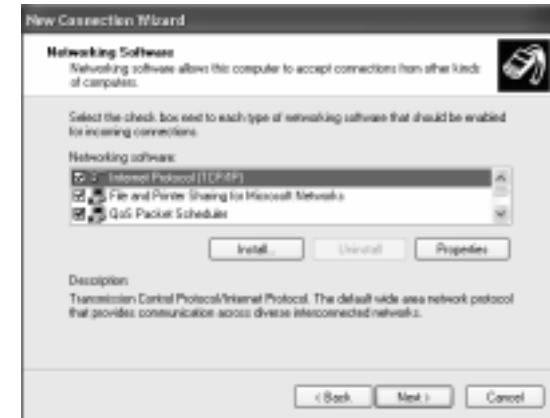 New Connection Wizard
Networking Software
Networking software allows this computer to accept connections from other kinds
of computers.
Select the check box next to each type of networking software that should be enabled
for incoming connections.
Networking software:
Internet Protocol (TCP/IP)
File and Printer Sharing for Microsoft Networks
QoS Packet Scheduler
Install...
Uninstall
Properties
Description:
Transmission Control Protocol/Internet Protocol. The default wide area network protocol
that provides communication across diverse interconnected networks.
< Back
Next >
Cancel